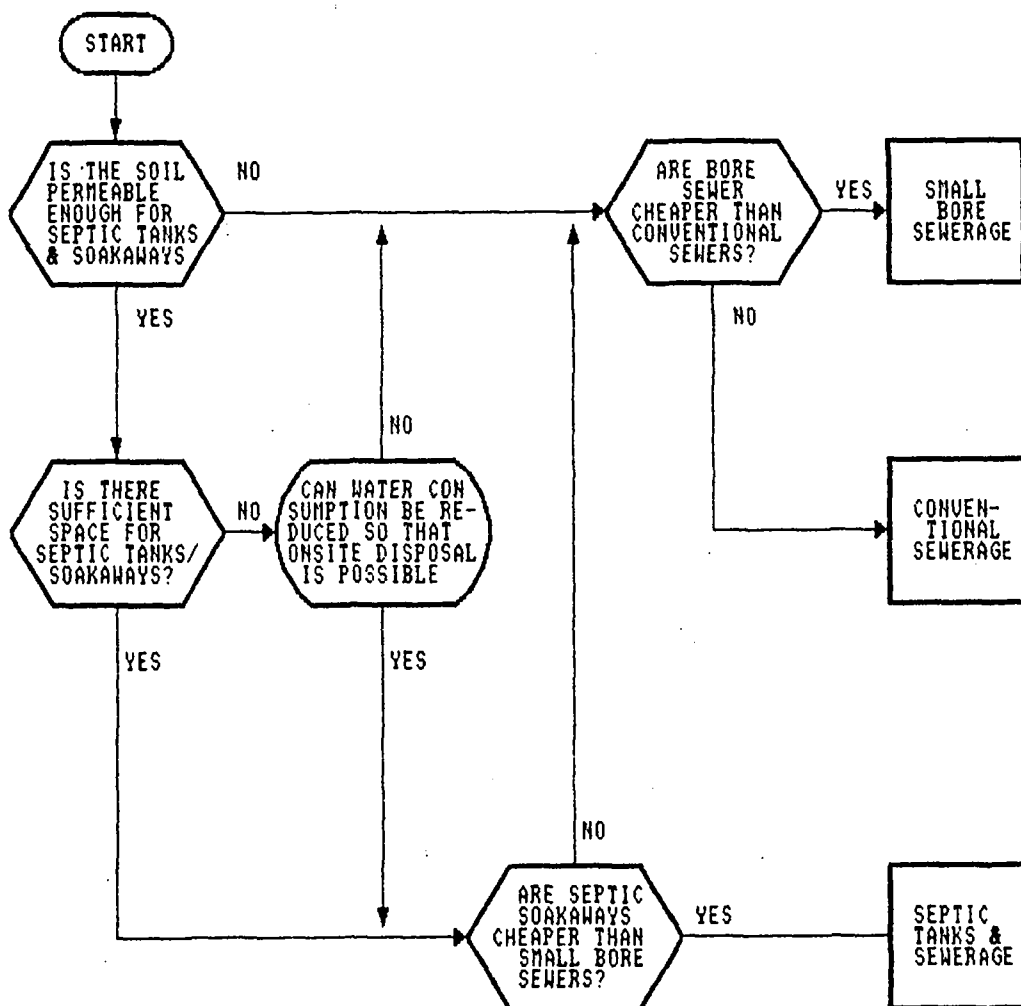 START
IS THE SOIL
PERMEABLE
ENOUGH FOR
SEPTIC TANKS
& SOAKAWAYS
NO
YES
ARE BORE
SEWER
CHEAPER THAN
CONVENTIONAL
SEWERS?
YES
NO
SMALL
BORE
SEWERAGE
IS THERE
SUFFICIENT
SPACE FOR
SEPTIC TANKS/
SOAKAWAYS?
NO
YES
CAN WATER CON
SUMPTION BE RE-
DUCED SO THAT
ONSITE DISPOSAL
IS POSSIBLE
NO
YES
CONVEN-
TIONAL
SEWERAGE
NO
ARE SEPTIC
SOAKAWAYS
CHEAPER THAN
SMALL BORE
SEWERS?
YES
SEPTIC
TANKS &
SEWERAGE